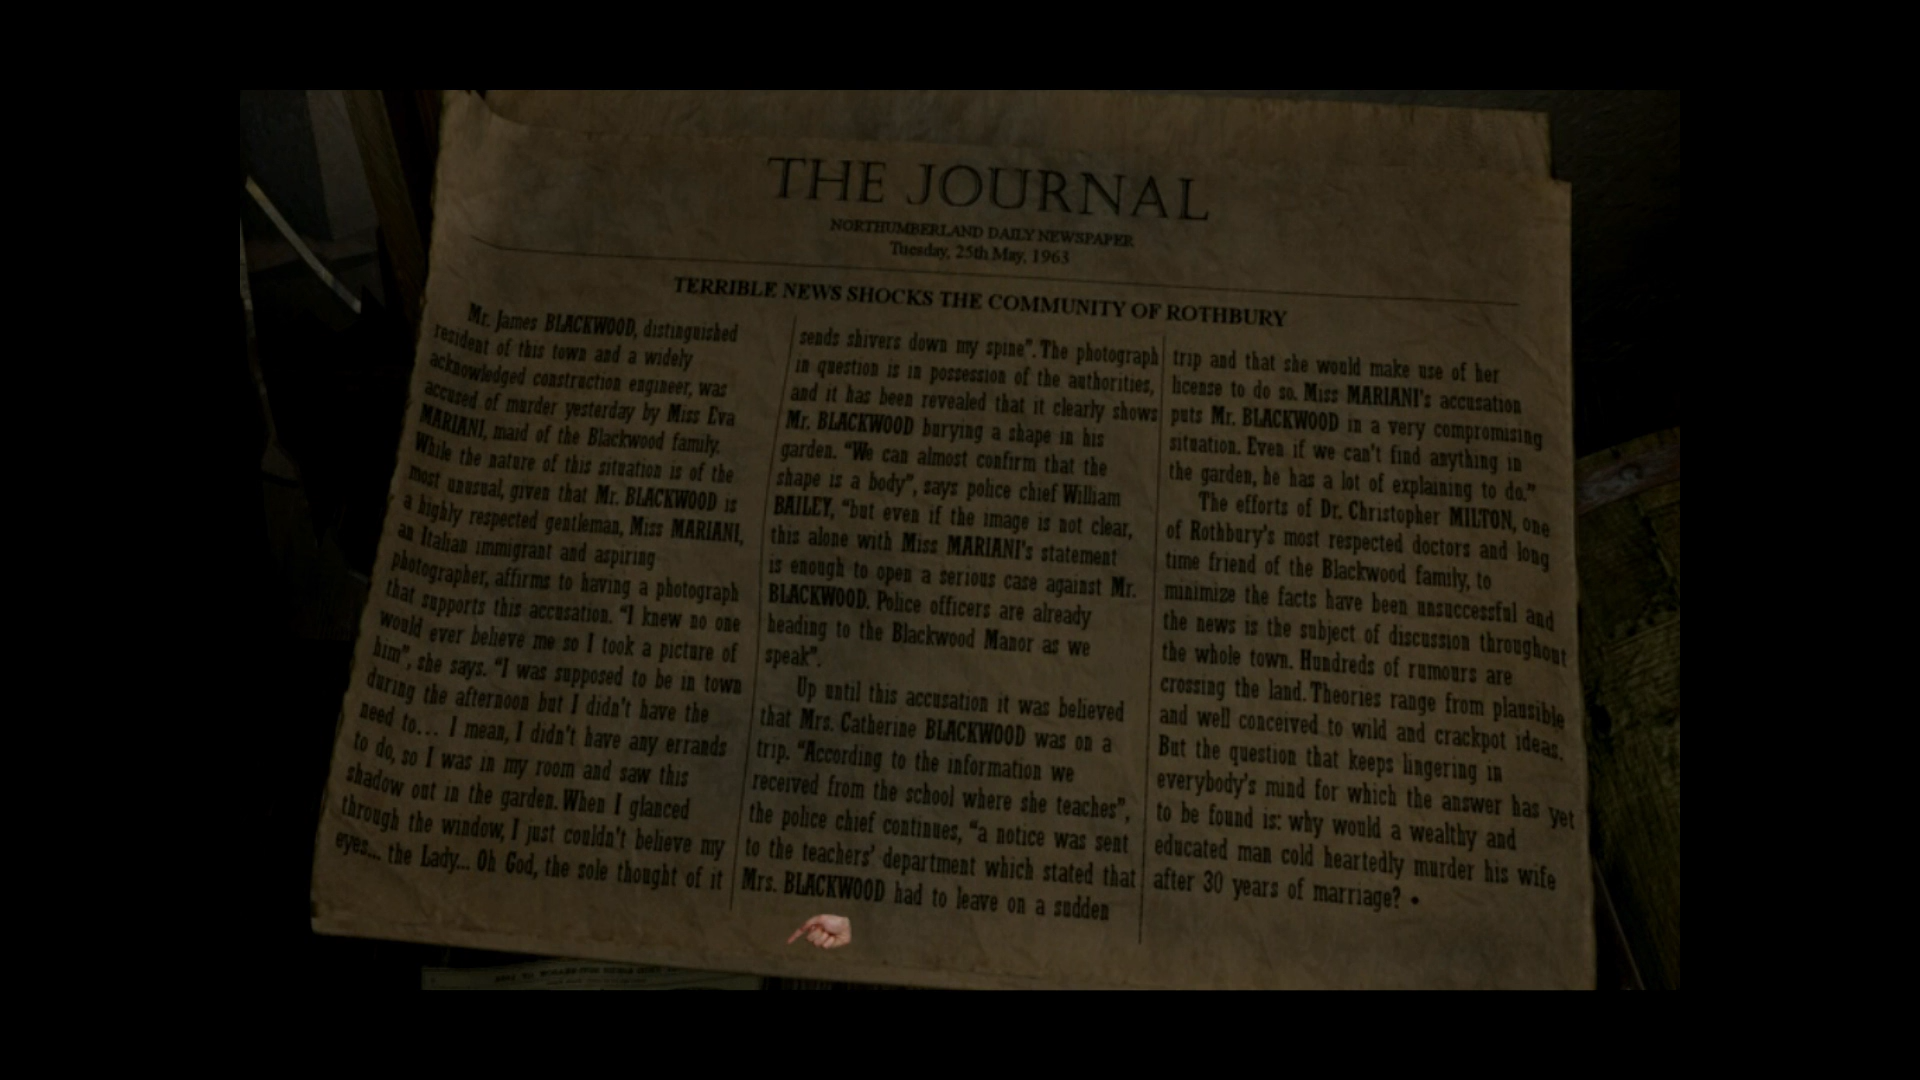 THE JOURNAL
NORTHUMBERLAND DAILY NEWSPAPER
Tuesday, 25th May, 1963
TERRIBLE NEWS SHOCKS THE COMMUNITY OF ROTHBURY
Mr. James BLACKWOOD, distinguished
resident of this town and a widely
acknowledged construction engineer, was
accused of murder yesterday by Miss Eva
MARIANI, maid of the Blackwood family.
While the nature of this situation is of the
most unusual, given that Mr. BLACKWOOD is
a highly respected gentleman, Miss MARIANI,
an Italian immigrant and aspiring
photographer, affirms to having a photograph
that supports this accusation. “I knew no one
would ever believe me so I took a picture of
him”, she says. “I was supposed to be in town
during the afternoon but I didn't have the
need to... I mean, I didn't have any errands
to do, so I was in my room and saw this
shadow out in the garden. When I glanced
through the window, I just couldn't believe my
eyes... the Lady... Oh God, the sole thought of it
sends shivers down my spine”. The photograph
in question is in possession of the authorities,
and it has been revealed that it clearly shows
Mr. BLACKWOOD burying a shape in his
garden. “We can almost confirm that the
shape is a body”, says police chief William
BAILEY, “but even if the image is not clear,
this alone with Miss MARIANI's statement
is enough to open a serious case against Mr.
BLACKWOOD. Police officers are already
heading to the Blackwood Manor as we
speak”.
Up until this accusation it was believed
that Mrs. Catherine BLACKWOOD was on a
trip. “According to the information we
received from the school where she teaches”,
the police chief continues, “a notice was sent
to the teachers' department which stated that
Mrs. BLACKWOOD had to leave on a sudden
trip and that she would make use of her
license to do so. Miss MARIANI's accusation
puts Mr. BLACKWOOD in a very compromising
situation. Even if we can't find anything in
the garden, he has a lot of explaining to do.”
The efforts of Dr. Christopher MILTON, one
of Rothbury's most respected doctors and long
time friend of the Blackwood family, to
minimize the facts have been unsuccessful and
the news is the subject of discussion throughout
the whole town. Hundreds of rumours are
crossing the land. Theories range from plausible
and well conceived to wild and crackpot ideas.
But the question that keeps lingering in
everybody's mind for which the answer has yet
to be found is: why would a wealthy and
educated man cold heartedly murder his wife
after 30 years of marriage? •